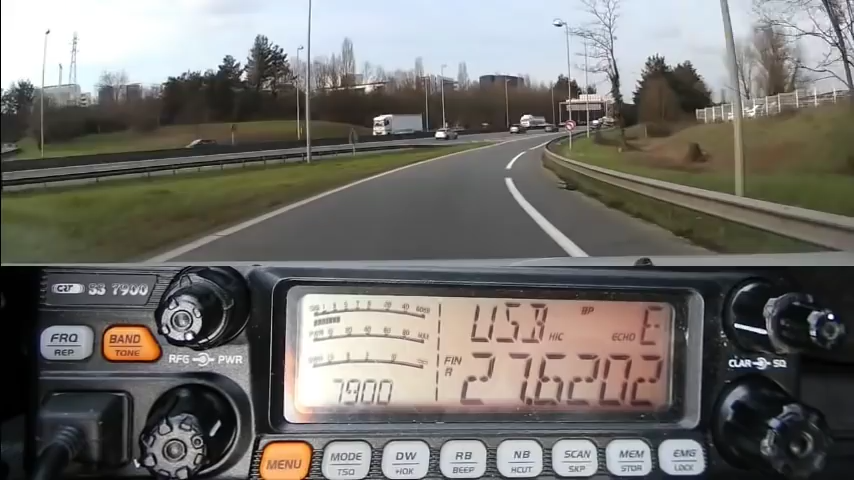 CRT SS 7900
FRQ
REP
BAND
TONE
RFG PWR
USB
HIC
BP
ECHO
E
FIN
R
27.6202
7900
CLAR SQ
MENU
MODE
TSQ
DW
+10K
RB
BEEP
NB
HCUT
SCAN
SKP
MEM
STOR
EMG
LOCK